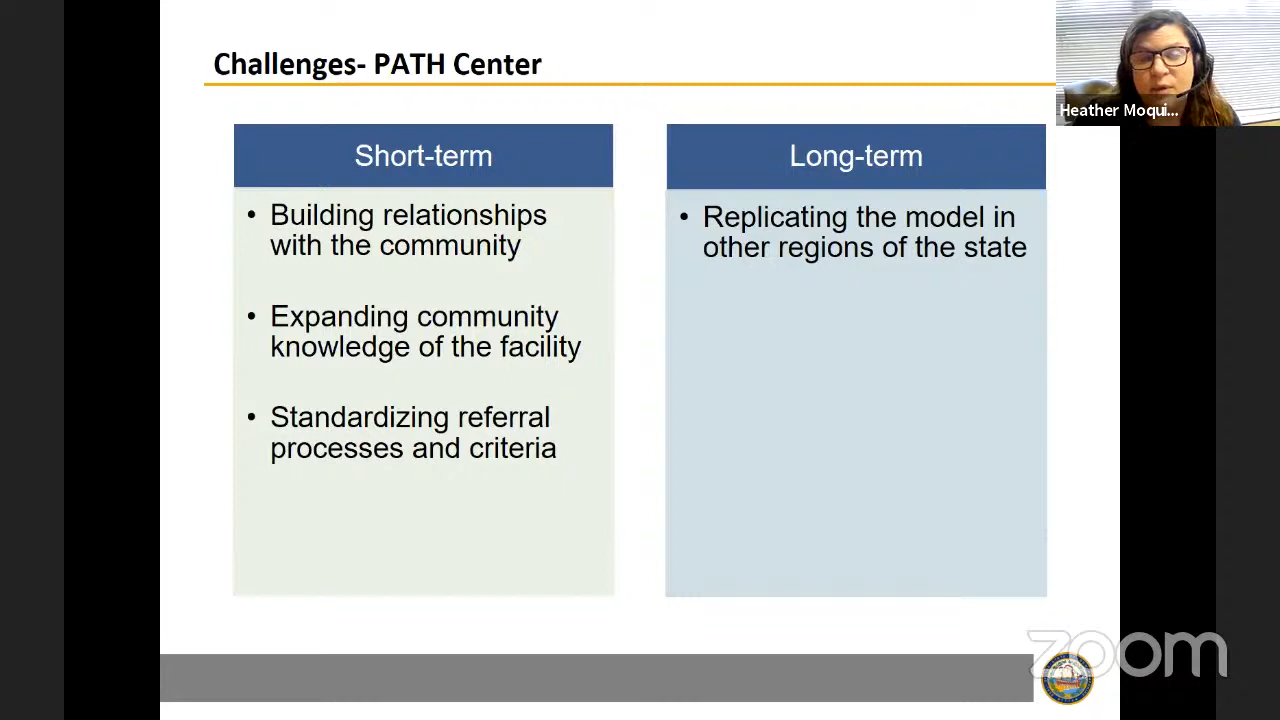 Challenges- PATH Center
Heather Moqui...
Short-term
• Building relationships
with the community
• Expanding community
knowledge of the facility
• Standardizing referral
processes and criteria
Long-term
• Replicating the model in
other regions of the state
zoom